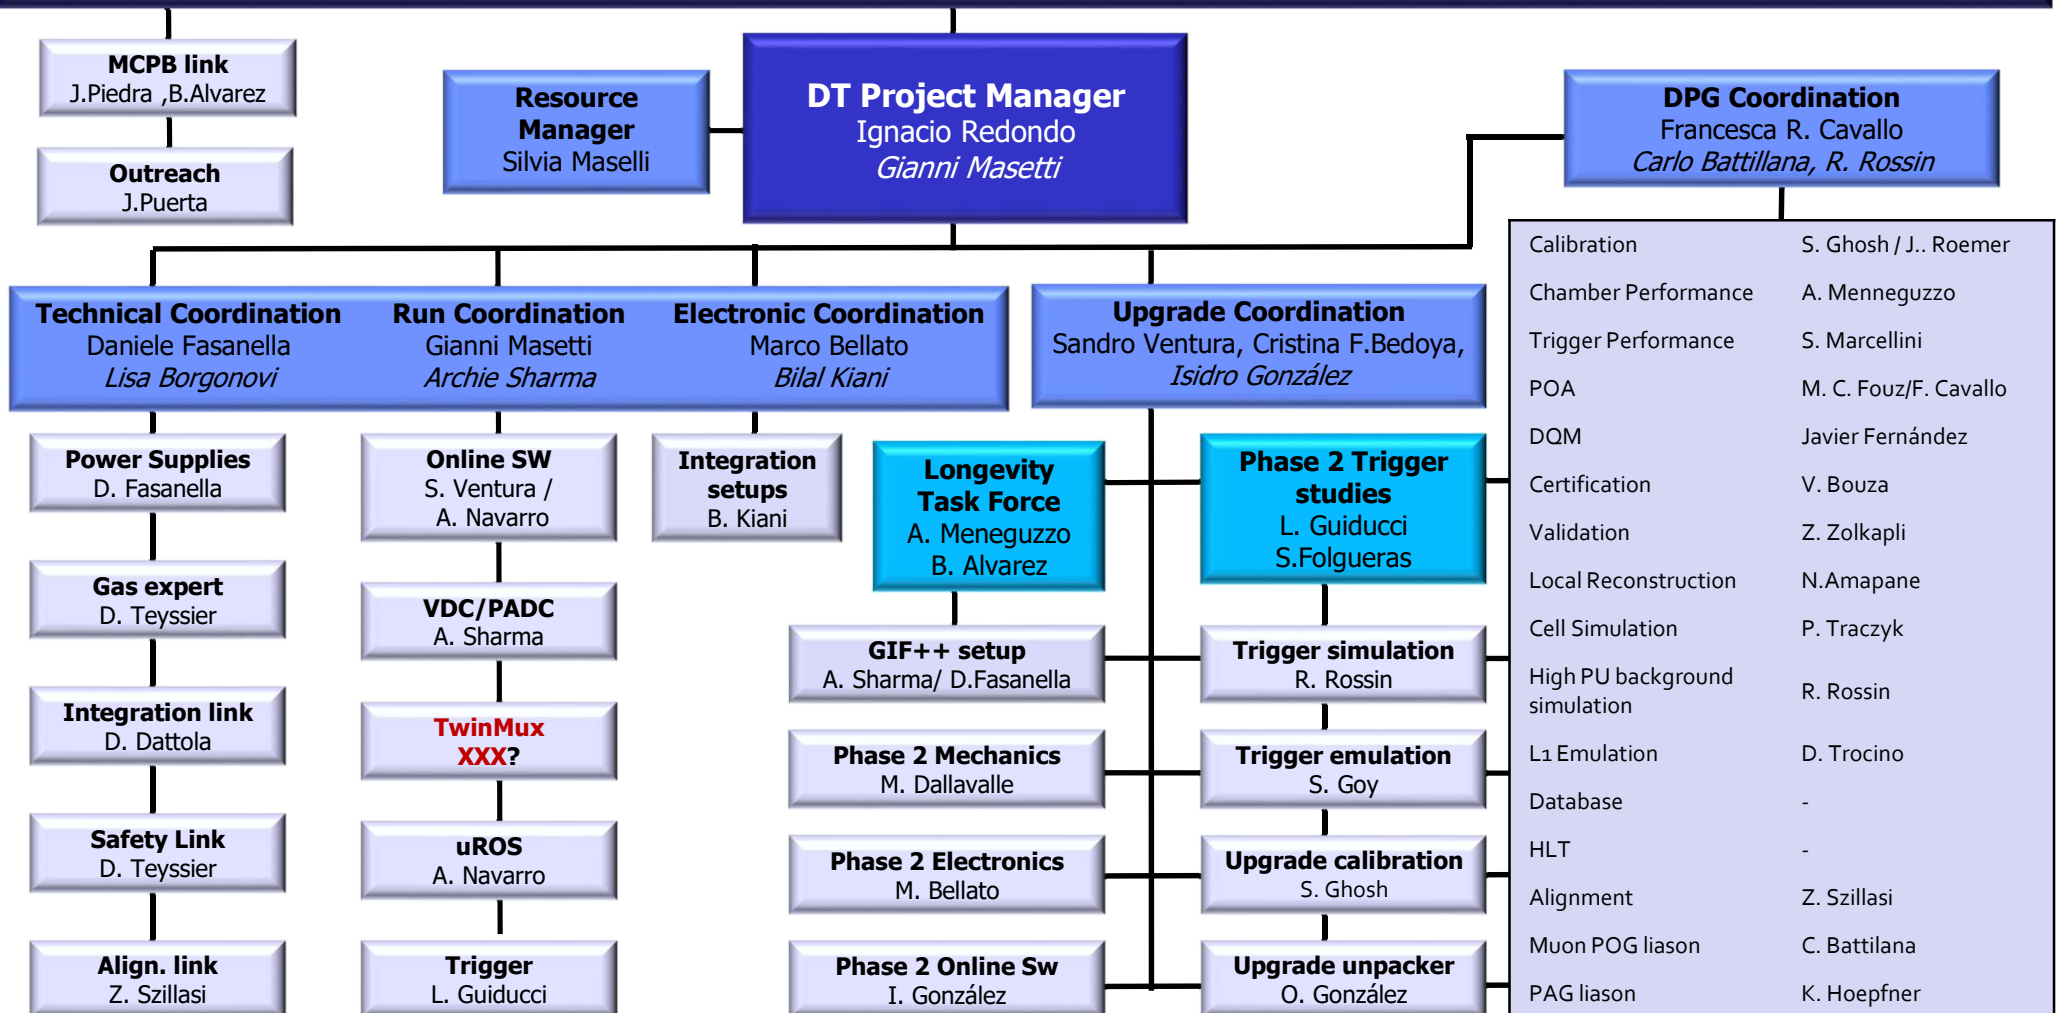 MCPB link
J.Piedra ,B.Alvarez
Outreach
J.Puerta
Resource
Manager
Silvia Maselli
DT Project Manager
Ignacio Redondo
Gianni Masetti
DPG Coordination
Francesca R. Cavallo
Carlo Battillana, R. Rossin
Technical Coordination
Daniele Fasanella
Lisa Borgonovi
Run Coordination
Gianni Masetti
Archie Sharma
Electronic Coordination
Marco Bellato
Bilal Kiani
Upgrade Coordination
Sandro Ventura, Cristina F.Bedoya,
Isidro González
Power Supplies
D. Fasanella
Gas expert
D. Teyssier
Integration link
D. Dattola
Safety Link
D. Teyssier
Align. link
Z. Szillasi
Online SW
S. Ventura /
A. Navarro
VDC/PADC
A. Sharma
TwinMux
XXX?
uROS
A. Navarro
Trigger
L. Guiducci
Integration
setups
B. Kiani
Longevity
Task Force
A. Meneguzzo
B. Alvarez
GIF++ setup
A. Sharma/ D.Fasanella
Phase 2 Mechanics
M. Dallavalle
Phase 2 Electronics
M. Bellato
Phase 2 Online Sw
I. González
Phase 2 Trigger
studies
L. Guiducci
S.Folgueras
Trigger simulation
R. Rossin
Trigger emulation
S. Goy
Upgrade calibration
S. Ghosh
Upgrade unpacker
O. González
Calibration S. Ghosh / J.. Roemer
Chamber Performance A. Menneguzzo
Trigger Performance S. Marcellini
POA M. C. Fouz/F. Cavallo
DQM Javier Fernández
Certification V. Bouza
Validation Z. Zolkapli
Local Reconstruction N.Amapane
Cell Simulation P. Traczyk
High PU background
simulation R. Rossin
L1 Emulation D. Trocino
Database -
HLT -
Alignment Z. Szillasi
Muon POG liason C. Battilana
PAG liason K. Hoepfner